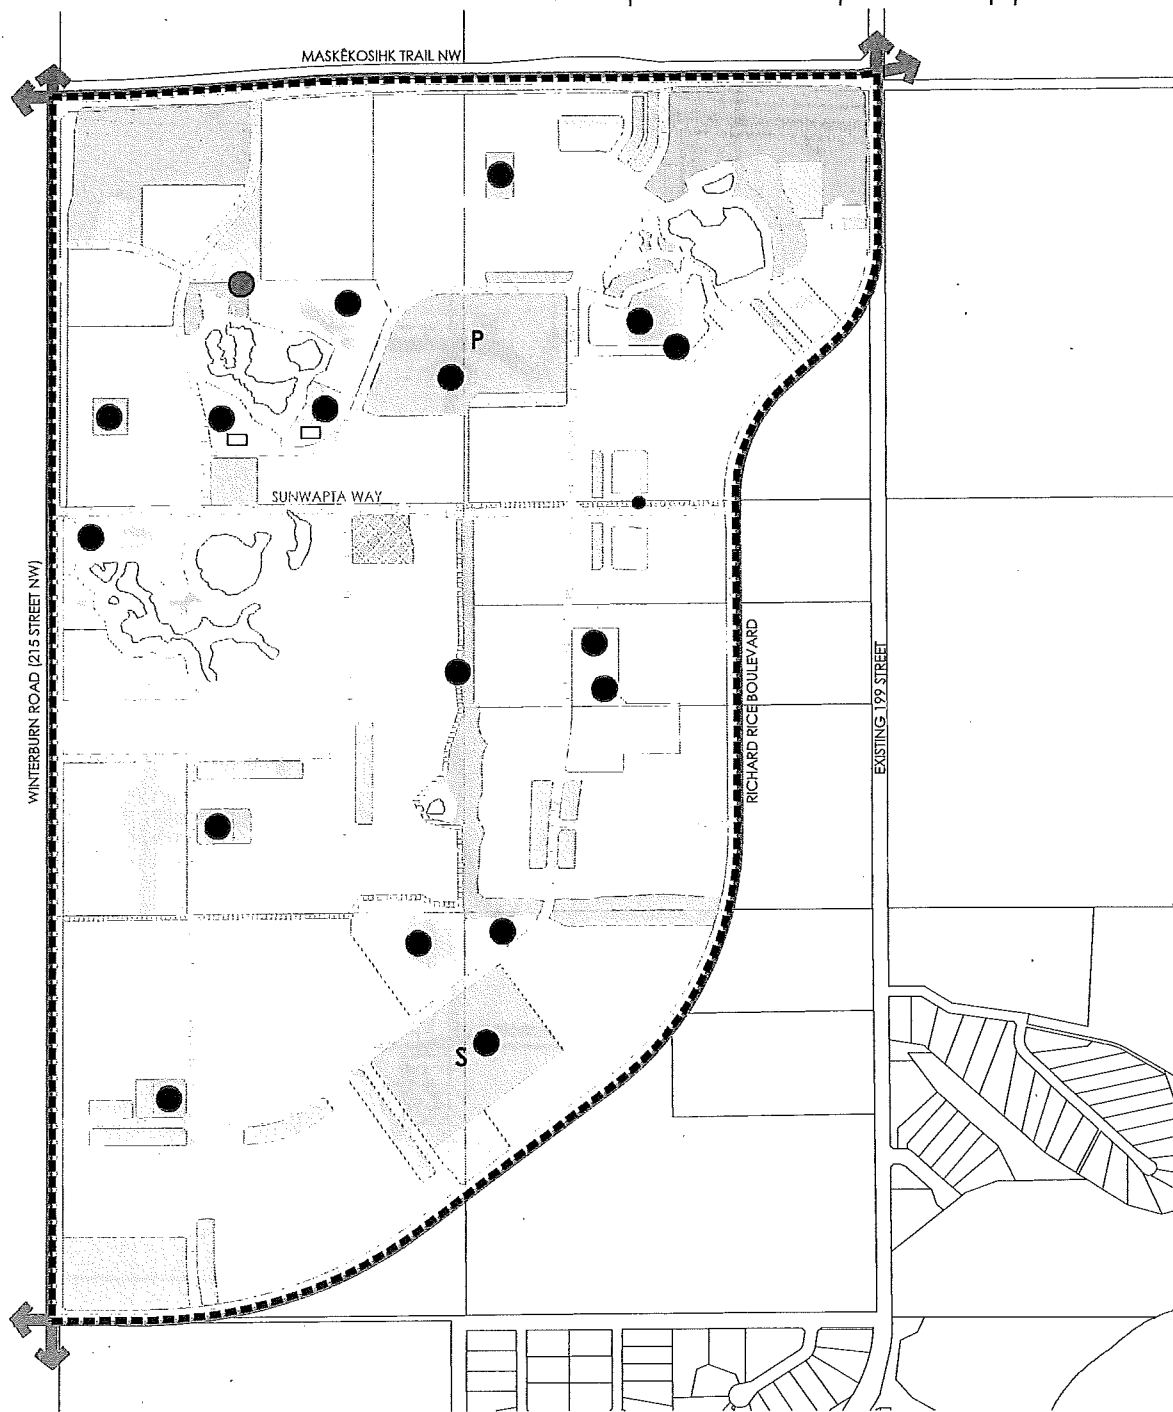 MASKÊKOSIHK TRAIL NW
P
SUNWAPTA WAY
WINTERBURN ROAD (215 STREET NW)
RICHARD RICE BOULEVARD
EXISTING 199 STREET
S